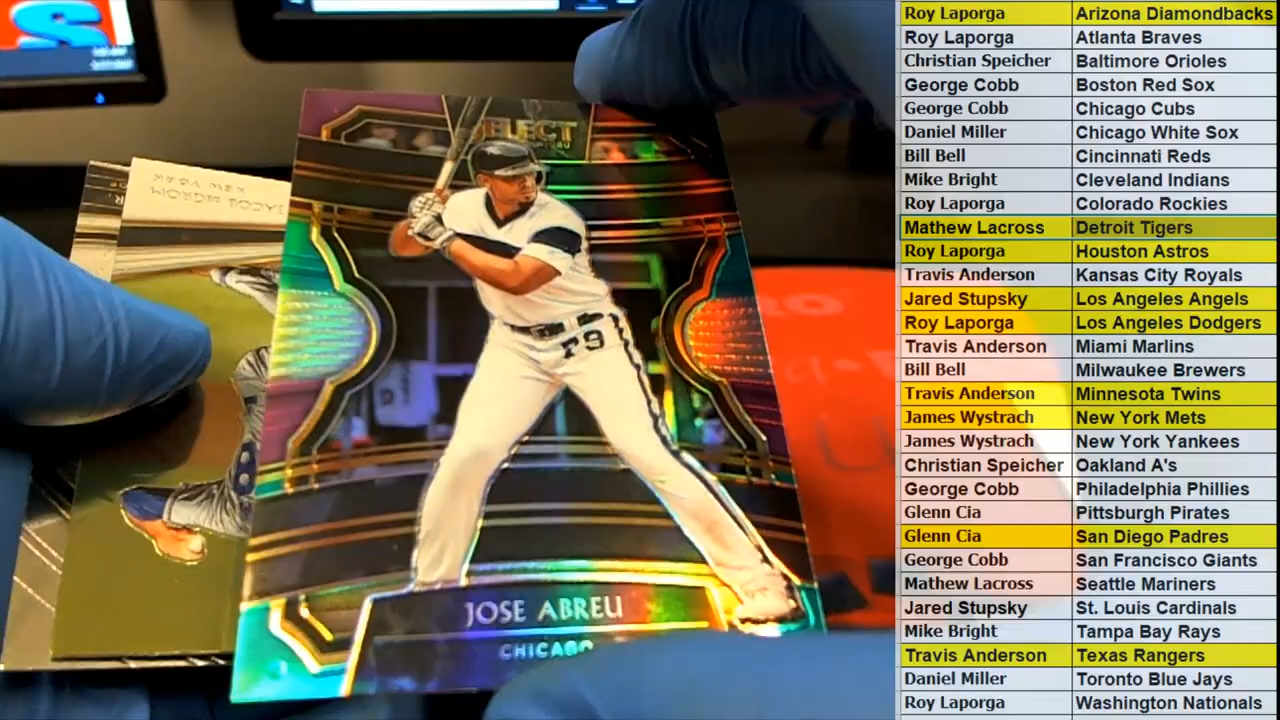 S
JACOB DEGROM
NEW YORK
ELECT
79
JOSE ABREU
CHICAGO
Roy Laporga Arizona Diamondbacks
Roy Laporga Atlanta Braves
Christian Speicher Baltimore Orioles
George Cobb Boston Red Sox
George Cobb Chicago Cubs
Daniel Miller Chicago White Sox
Bill Bell Cincinnati Reds
Mike Bright Cleveland Indians
Roy Laporga Colorado Rockies
Mathew Lacross Detroit Tigers
Roy Laporga Houston Astros
Travis Anderson Kansas City Royals
Jared Stupsky Los Angeles Angels
Roy Laporga Los Angeles Dodgers
Travis Anderson Miami Marlins
Bill Bell Milwaukee Brewers
Travis Anderson Minnesota Twins
James Wystrach New York Mets
James Wystrach New York Yankees
Christian Speicher Oakland A's
George Cobb Philadelphia Phillies
Glenn Cia Pittsburgh Pirates
Glenn Cia San Diego Padres
George Cobb San Francisco Giants
Mathew Lacross Seattle Mariners
Jared Stupsky St. Louis Cardinals
Mike Bright Tampa Bay Rays
Travis Anderson Texas Rangers
Daniel Miller Toronto Blue Jays
Roy Laporga Washington Nationals